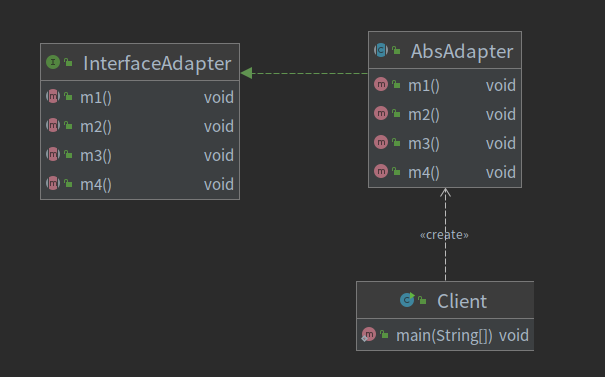 InterfaceAdapter
m1() void
m2() void
m3() void
m4() void
AbsAdapter
m1() void
m2() void
m3() void
m4() void
«create»
Client
main(String[]) void